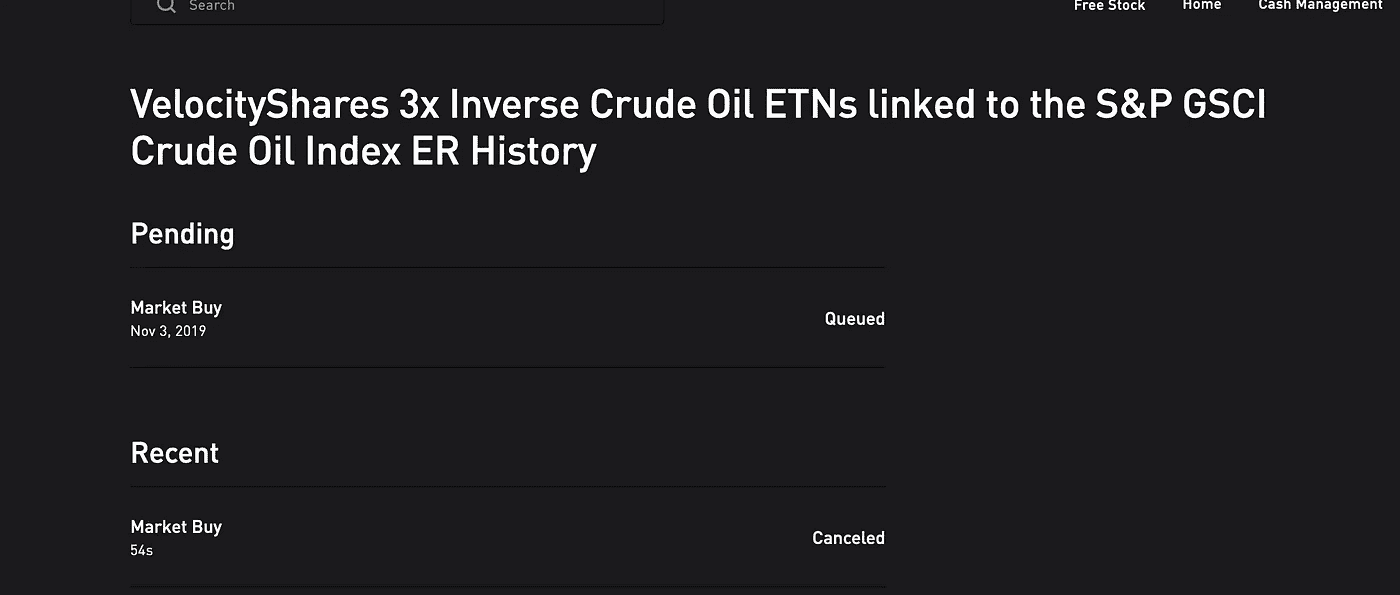 Search
Free Stock
Home
Cash Management
VelocityShares 3x Inverse Crude Oil ETNs linked to the S&P GSCI
Crude Oil Index ER History
Pending
Market Buy
Nov 3, 2019
Queued
Recent
Market Buy
54s
Canceled